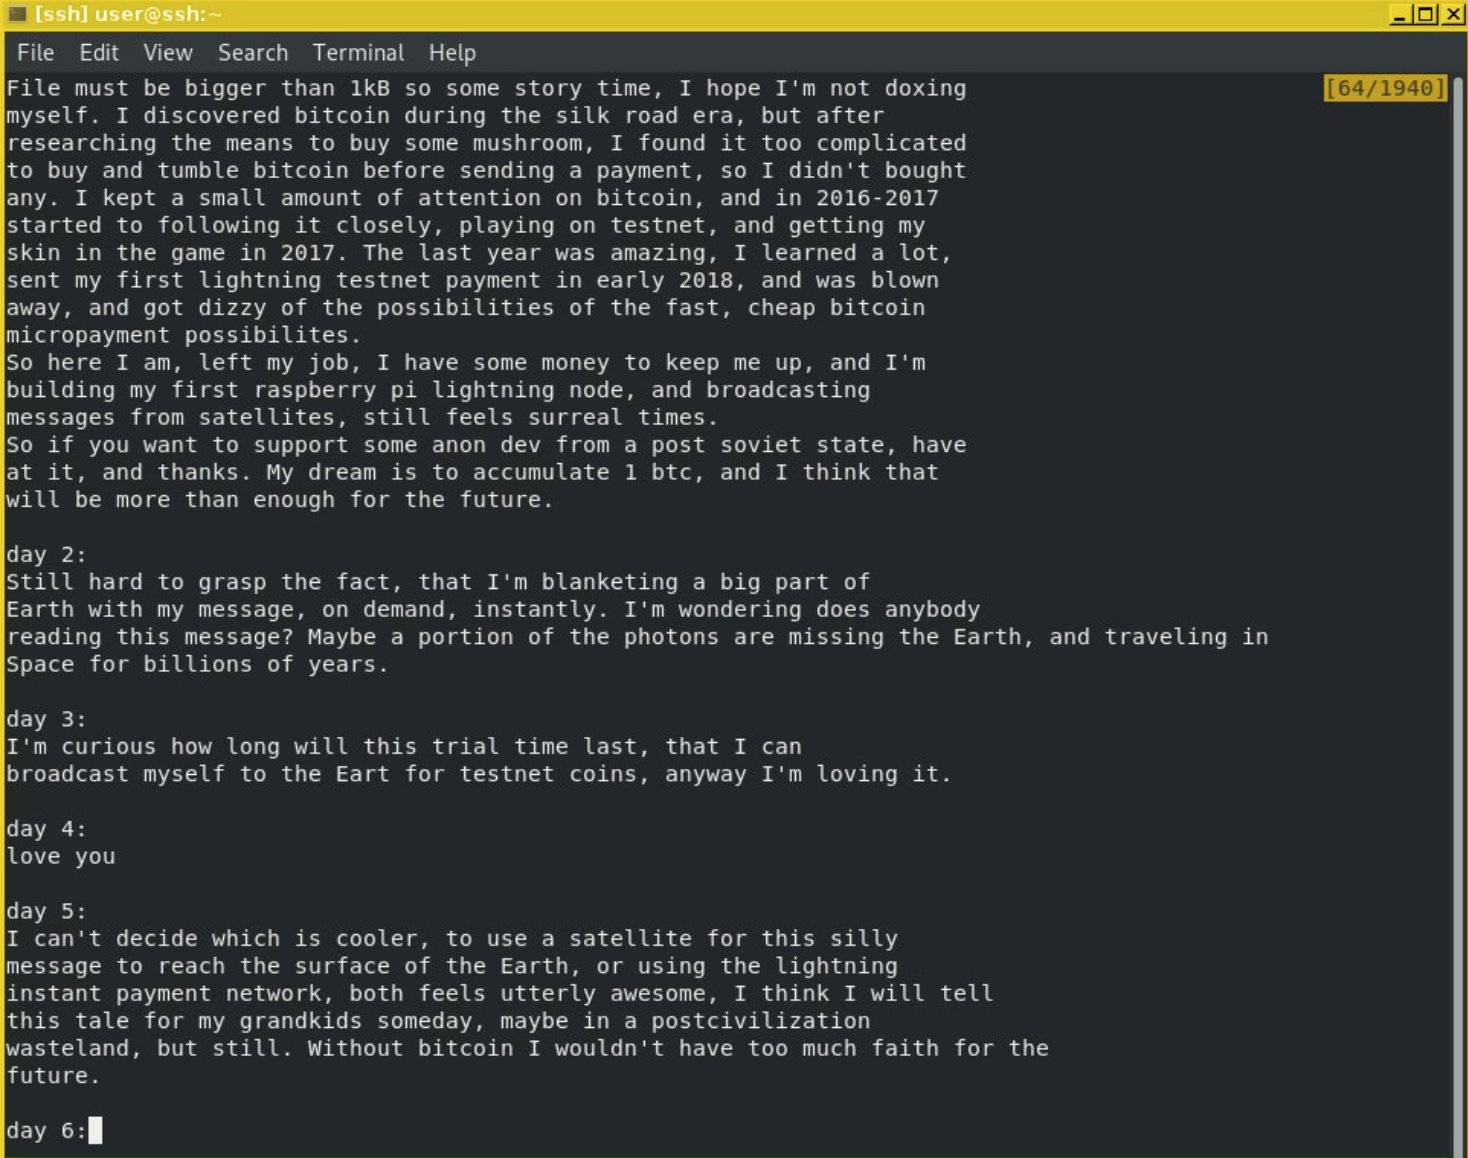 [ssh] user@ssh:~
File Edit View Search Terminal Help
File must be bigger than 1kB so some story time, I hope I'm not doxing [64/1940]
myself. I discovered bitcoin during the silk road era, but after
researching the means to buy some mushroom, I found it too complicated
to buy and tumble bitcoin before sending a payment, so I didn't bought
any. I kept a small amount of attention on bitcoin, and in 2016-2017
started to following it closely, playing on testnet, and getting my
skin in the game in 2017. The last year was amazing, I learned a lot,
sent my first lightning testnet payment in early 2018, and was blown
away, and got dizzy of the possibilities of the fast, cheap bitcoin
micropayment possibilites.
So here I am, left my job, I have some money to keep me up, and I'm
building my first raspberry pi lightning node, and broadcasting
messages from satellites, still feels surreal times.
So if you want to support some anon dev from a post soviet state, have
at it, and thanks. My dream is to accumulate 1 btc, and I think that
will be more than enough for the future.

day 2:
Still hard to grasp the fact, that I'm blanketing a big part of
Earth with my message, on demand, instantly. I'm wondering does anybody
reading this message? Maybe a portion of the photons are missing the Earth, and traveling in
Space for billions of years.

day 3:
I'm curious how long will this trial time last, that I can
broadcast myself to the Eart for testnet coins, anyway I'm loving it.

day 4:
love you

day 5:
I can't decide which is cooler, to use a satellite for this silly
message to reach the surface of the Earth, or using the lightning
instant payment network, both feels utterly awesome, I think I will tell
this tale for my grandkids someday, maybe in a postcivilization
wasteland, but still. Without bitcoin I wouldn't have too much faith for the
future.

day 6: